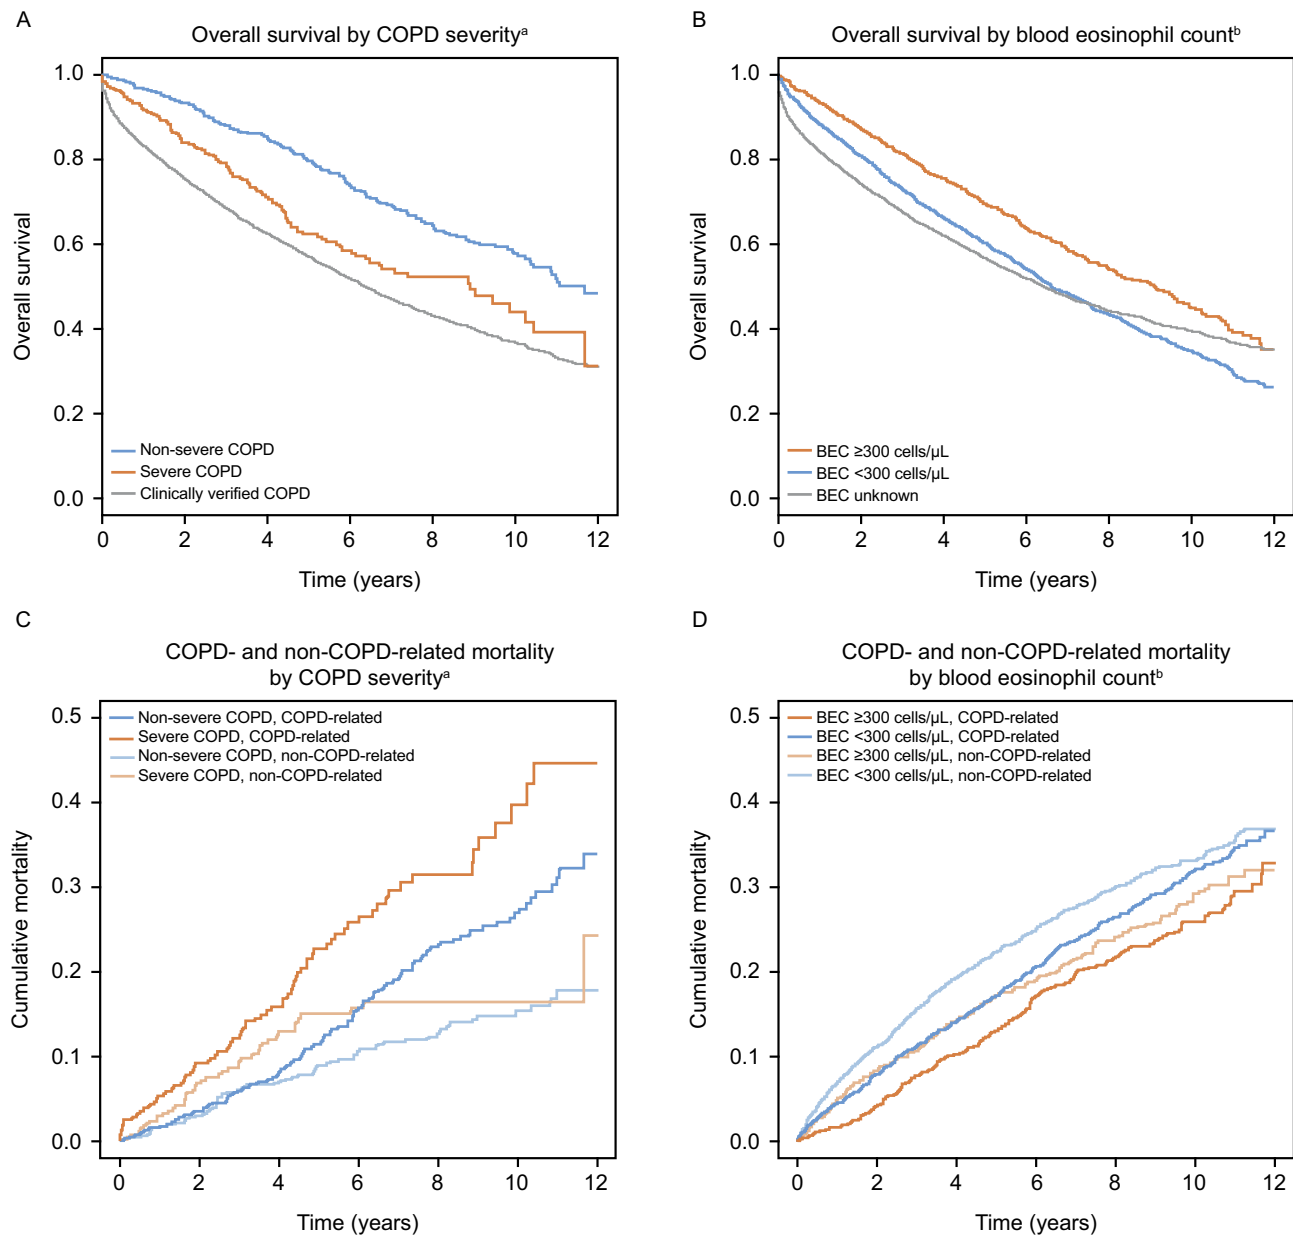 A
Overall survival by COPD severityᵃ
1.0
0.8
0.6
0.4
0.2
0.0
Overall survival
Non-severe COPD
Severe COPD
Clinically verified COPD
0 2 4 6 8 10 12
Time (years)
B
Overall survival by blood eosinophil countᵇ
1.0
0.8
0.6
0.4
0.2
0.0
Overall survival
BEC ≥300 cells/µL
BEC <300 cells/µL
BEC unknown
0 2 4 6 8 10 12
Time (years)
C
COPD- and non-COPD-related mortality
by COPD severityᵃ
0.5
0.4
0.3
0.2
0.1
0.0
Cumulative mortality
Non-severe COPD, COPD-related
Severe COPD, COPD-related
Non-severe COPD, non-COPD-related
Severe COPD, non-COPD-related
0 2 4 6 8 10 12
Time (years)
D
COPD- and non-COPD-related mortality
by blood eosinophil countᵇ
0.5
0.4
0.3
0.2
0.1
0.0
Cumulative mortality
BEC ≥300 cells/µL, COPD-related
BEC <300 cells/µL, COPD-related
BEC ≥300 cells/µL, non-COPD-related
BEC <300 cells/µL, non-COPD-related
0 2 4 6 8 10 12
Time (years)